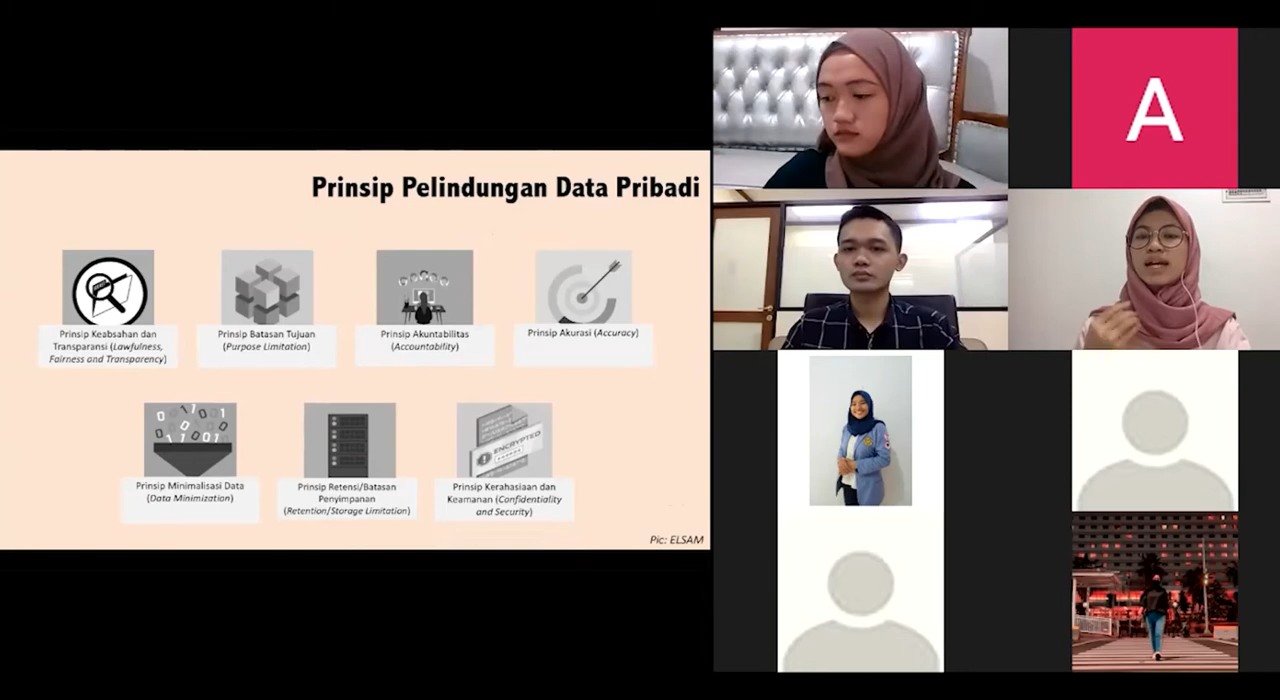 Prinsip Pelindungan Data Pribadi
Prinsip Keabsahan dan
Transparansi (Lawfulness,
Fairness and Transparency)
Prinsip Batasan Tujuan
(Purpose Limitation)
Prinsip Akuntabilitas
(Accountability)
Prinsip Akurasi (Accuracy)
Prinsip Minimalisasi Data
(Data Minimization)
Prinsip Retensi/Batasan
Penyimpanan
(Retention/Storage Limitation)
ENCRYPTED
Prinsip Kerahasiaan dan
Keamanan (Confidentiality
and Security)
Pic: ELSAM
A